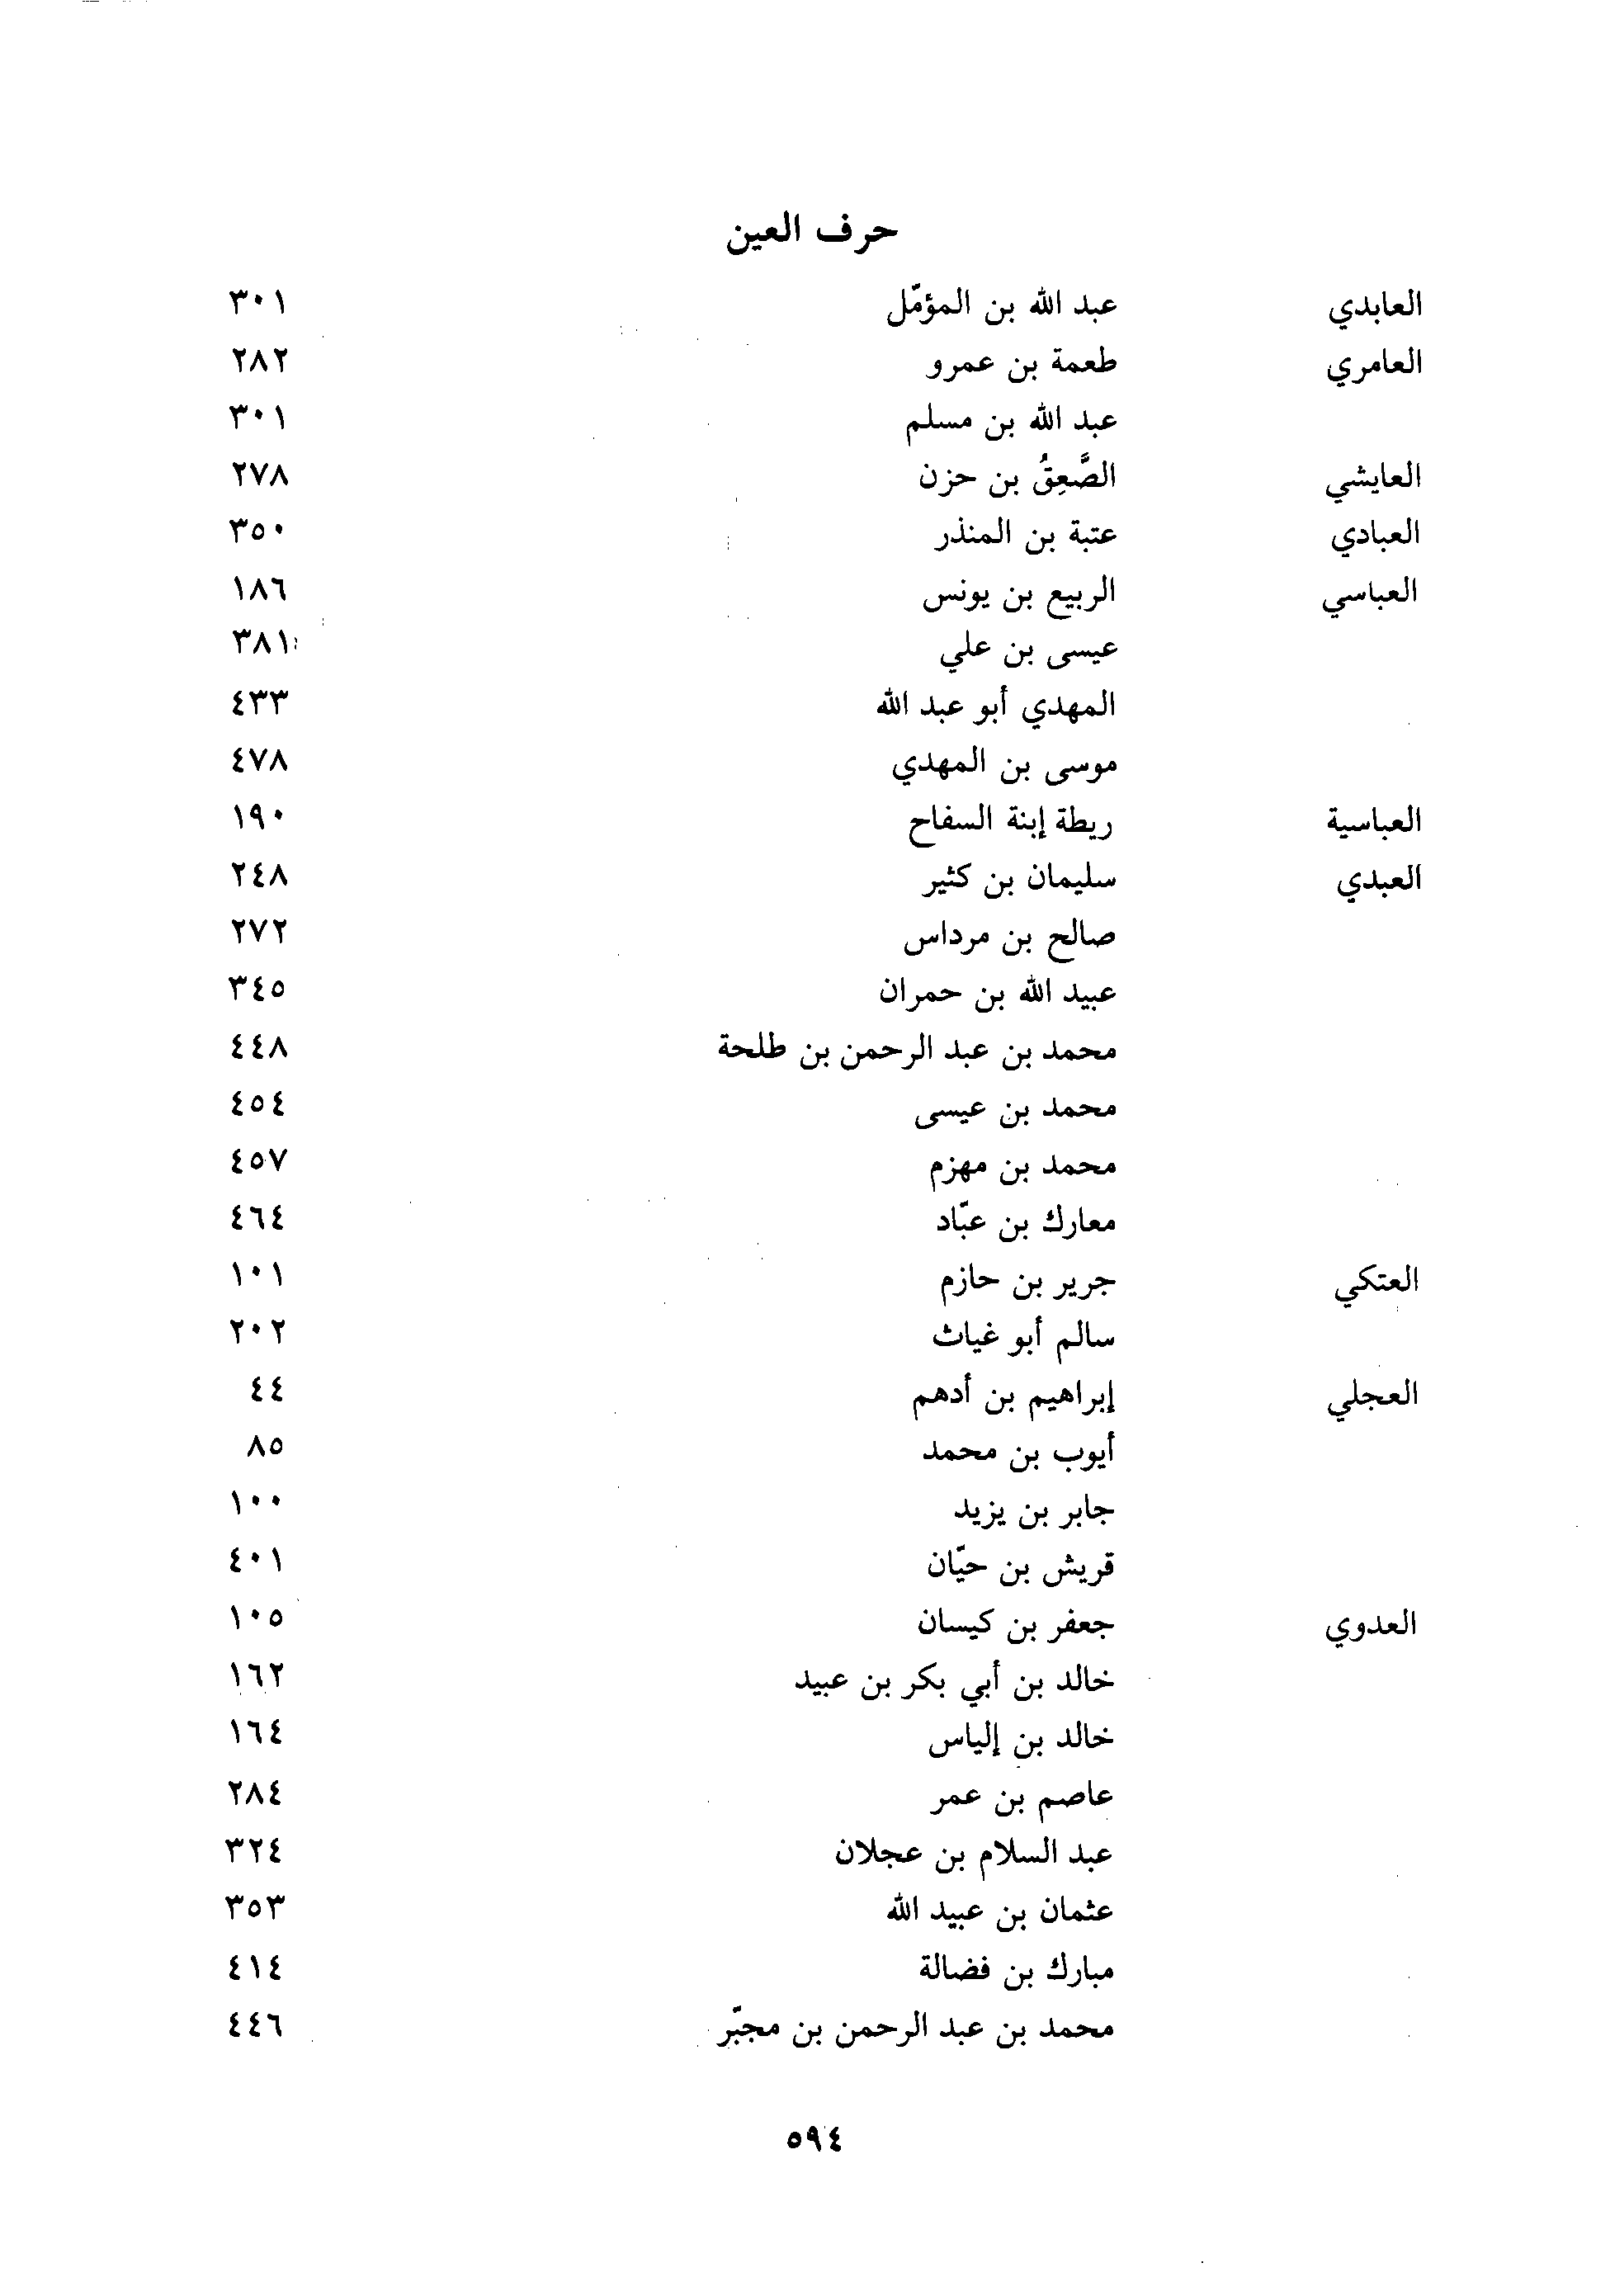 حرف العين
العابدي عبد الله بن المؤمّل ٣٠١
العامري طعمة بن عمرو ٢٨٢
عبد الله بن مسلم ٣٠١
العايشي الصَّعِقُ بن حزن ٢٧٨
العبادي عتبة بن المنذر ٣٥٠
العباسي الربيع بن يونس ١٨٦
عيسى بن علي ٣٨١
المهدي أبو عبد الله ٤٣٣
موسى بن المهدي ٤٧٨
العباسية ريطة إبنة السفاح ١٩٠
العبدي سليمان بن كثير ٢٤٨
صالح بن مرداس ٢٧٢
عبيد الله بن حمران ٣٤٥
محمد بن عبد الرحمن بن طلحة ٤٤٨
محمد بن عيسى ٤٥٤
محمد بن مهزم ٤٥٧
معارك بن عبّاد ٤٦٤
العتكي جرير بن حازم ١٠١
سالم أبو غياث ٢٠٢
العجلي إبراهيم بن أدهم ٤٤
أيوب بن محمد ٨٥
جابر بن يزيد ١٠٠
قريش بن حيّان ٤٠١
العدوي جعفر بن كيسان ١٠٥
خالد بن أبي بكر بن عبيد ١٦٢
خالد بن إلياس ١٦٤
عاصم بن عمر ٢٨٤
عبد السلام بن عجلان ٣٢٤
عثمان بن عبيد الله ٣٥٣
مبارك بن فضالة ٤١٤
محمد بن عبد الرحمن بن مجبّر ٤٤٦
٥٩٤